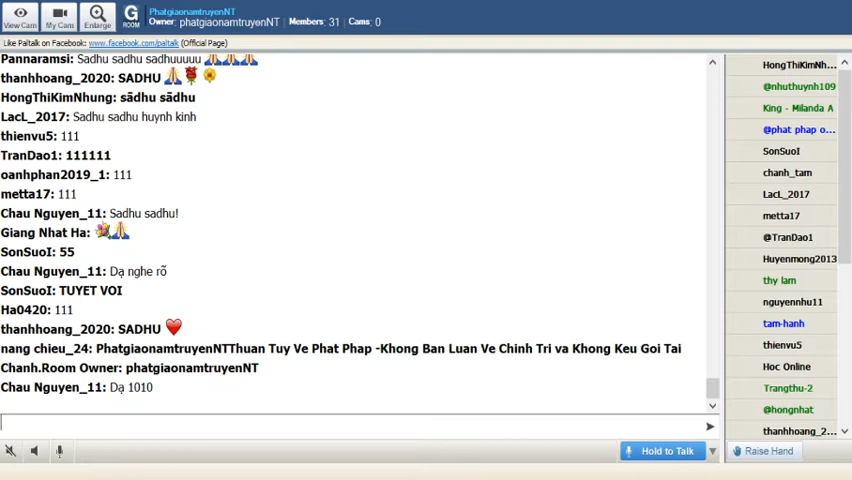 PhatgiaonamtruyenNT
Owner: phatgiaonamtruyenNT Members: 31 Cams: 0
View Cam My Cam Enlarge G ROOM
Like Paltalk on Facebook: www.facebook.com/paltalk (Official Page)
Pannaramsi: Sadhu sadhu sadhuuuuu 🙏🙏🙏
thanhhoang_2020: SADHU 🙏🌹🌼
HongThiKimNhung: sādhu sādhu
LacL_2017: Sadhu sadhu huynh kinh
thienvu5: 111
TranDao1: 111111
oanhphan2019_1: 111
metta17: 111
Chau Nguyen_11: Sadhu sadhu!
Giang Nhat Ha: 💐🙏
SonSuoI: 55
Chau Nguyen_11: Dạ nghe rõ
SonSuoI: TUYET VOI
Ha0420: 111
thanhhoang_2020: SADHU ❤️
nang chieu_24: PhatgiaonamtruyenNTThuan Tuy Ve Phat Phap -Khong Ban Luan Ve Chinh Tri va Khong Keu Goi Tai
Chanh.Room Owner: phatgiaonamtruyenNT
Chau Nguyen_11: Dạ 1010
Hold to Talk
HongThiKimN...
@nhuthuynh109
King - Milanda A
@phat phap o...
SonSuoI
chanh_tam
LacL_2017
metta17
@TranDao1
Huyenmong2013
thy lam
nguyennhu11
tam-hanh
thienvu5
Hoc Online
Trangthu-2
@hongnhat
thanhhoang_2...
Raise Hand